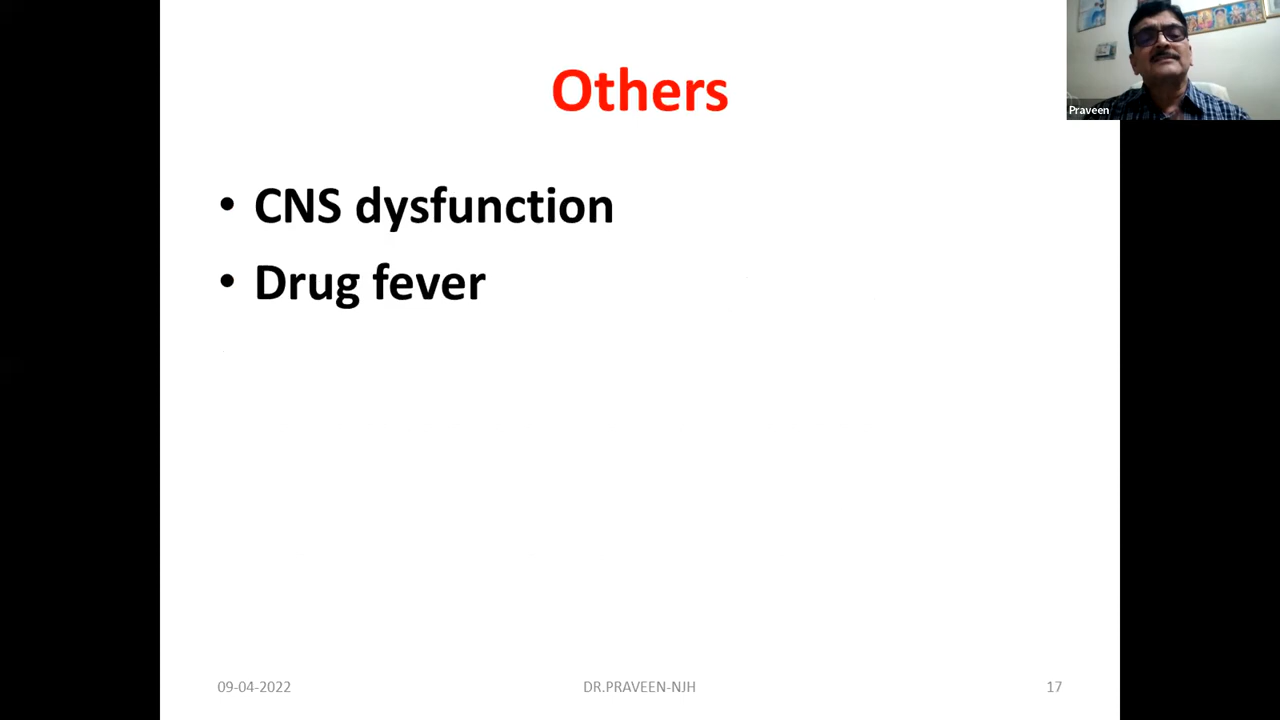 Others
Praveen
• CNS dysfunction
• Drug fever
09-04-2022
DR.PRAVEEN-NJH
17